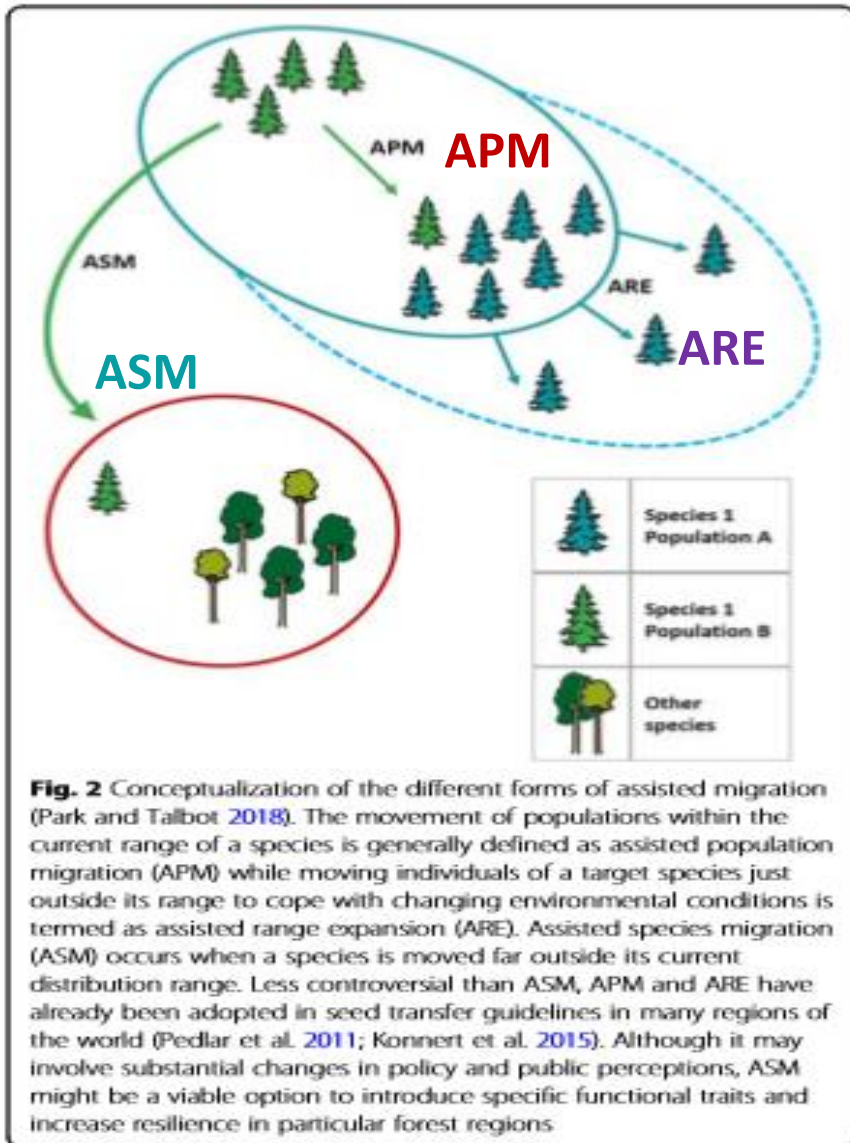 APM APM
ASM
ARE
ARE
ASM
Species 1
Population A
Species 1
Population B
Other
species
Fig. 2 Conceptualization of the different forms of assisted migration
(Park and Talbot 2018). The movement of populations within the
current range of a species is generally defined as assisted population
migration (APM) while moving individuals of a target species just
outside its range to cope with changing environmental conditions is
termed as assisted range expansion (ARE). Assisted species migration
(ASM) occurs when a species is moved far outside its current
distribution range. Less controversial than ASM, APM and ARE have
already been adopted in seed transfer guidelines in many regions of
the world (Pedlar et al. 2011; Konnert et al. 2015). Although it may
involve substantial changes in policy and public perceptions, ASM
might be a viable option to introduce specific functional traits and
increase resilience in particular forest regions